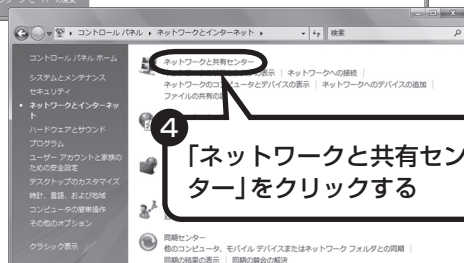 コントロール パネル ▸ ネットワークとインターネット ▸
検索
コントロール パネル ホーム
システムとメンテナンス
セキュリティ
• ネットワークとインターネッ
ト
ハードウェアとサウンド
プログラム
ユーザー アカウントと家族の
ための安全設定
デスクトップのカスタマイズ
時計、言語、および地域
コンピュータの簡単操作
その他のオプション
クラシック表示
ネットワークと共有センター
の表示 | ネットワークへの接続 |
ネットワークのコンピュータとデバイスの表示 | ネットワークへのデバイスの追加 |
ファイルの共有の
4
「ネットワークと共有セン
ター」をクリックする
同期センター
他のコンピュータ、モバイル デバイスまたはネットワーク フォルダとの同期 |
同期の結果の表示 | 同期の競合の解決